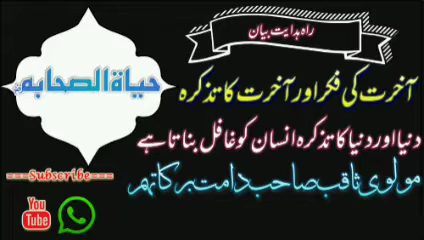 راہ ہدایت بیان
حیاۃ الصحابہؓ
آخرت کی فکر اور آخرت کا تذکرہ
دنیا اور دنیا کا تذکرہ انسان کو غافل بناتا ہے
مولوی ثاقب صاحب دامت برکاتہم
===Subscribe===
You
Tube